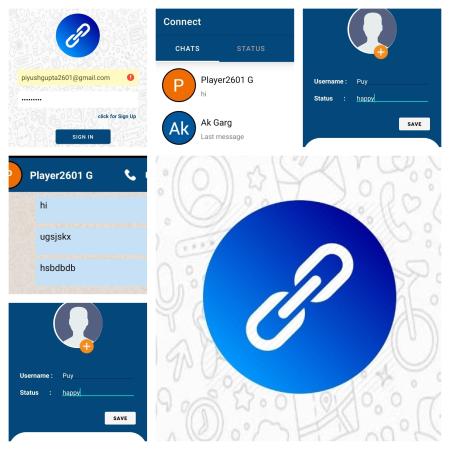 piyushgupta2601@gmail.com
•••••••••
click for Sign Up
SIGN IN
Connect
CHATS STATUS
P Player2601 G
hi
Ak Ak Garg
Last message
Username : Puy
Status : happy
SAVE
P Player2601 G
hi
ugsjskx
hsbdbdb
Username : Puy
Status : happy
SAVE